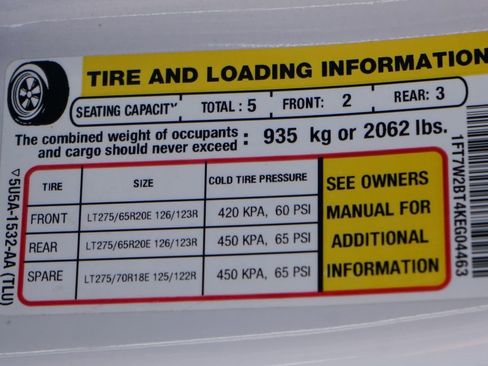 TIRE AND LOADING INFORMATION
SEATING CAPACITY TOTAL : 5 FRONT: 2 REAR: 3
The combined weight of occupants
and cargo should never exceed : 935 kg or 2062 lbs.
TIRE SIZE COLD TIRE PRESSURE
FRONT LT275/65R20E 126/123R 420 KPA, 60 PSI
REAR LT275/65R20E 126/123R 450 KPA, 65 PSI
SPARE LT275/70R18E 125/122R 450 KPA, 65 PSI
SEE OWNERS
MANUAL FOR
ADDITIONAL
INFORMATION
▽5U5A-1532-AA (TLU)
1FT7W2BT4KEG04463